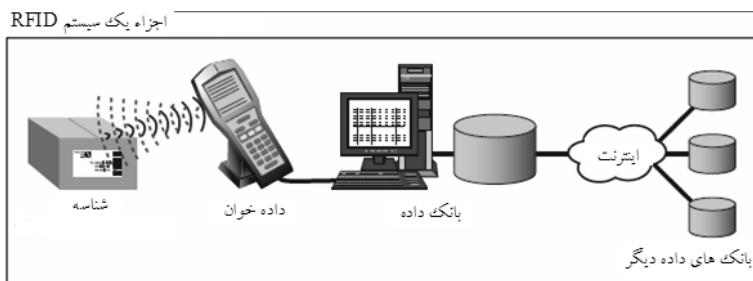 اجزاء یک سیستم RFID
شناسه
داده خوان
بانک داده
اینترنت
بانک های داده دیگر